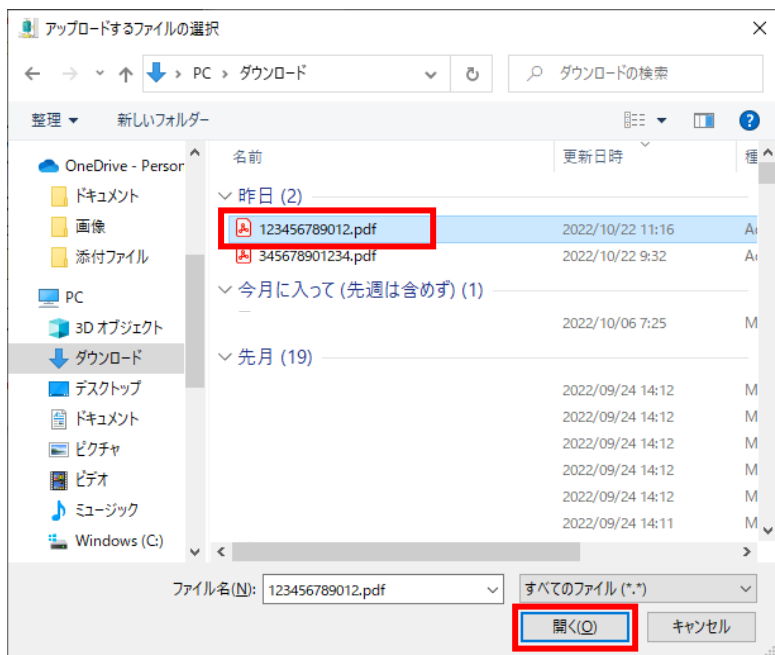 アップロードするファイルの選択
PC › ダウンロード
ダウンロードの検索
整理 新しいフォルダー
名前 更新日時 種
OneDrive - Person
ドキュメント
画像
添付ファイル
PC
3D オブジェクト
ダウンロード
デスクトップ
ドキュメント
ピクチャ
ビデオ
ミュージック
Windows (C:)
昨日 (2)
123456789012.pdf 2022/10/22 11:16 Ac
345678901234.pdf 2022/10/22 9:32 Ac
今月に入って (先週は含めず) (1)
2022/10/06 7:25 M
先月 (19)
2022/09/24 14:12 M
2022/09/24 14:12 M
2022/09/24 14:12 M
2022/09/24 14:12 M
2022/09/24 14:12 M
2022/09/24 14:11 M
ファイル名(N): 123456789012.pdf すべてのファイル (*.*)
開く(O) キャンセル